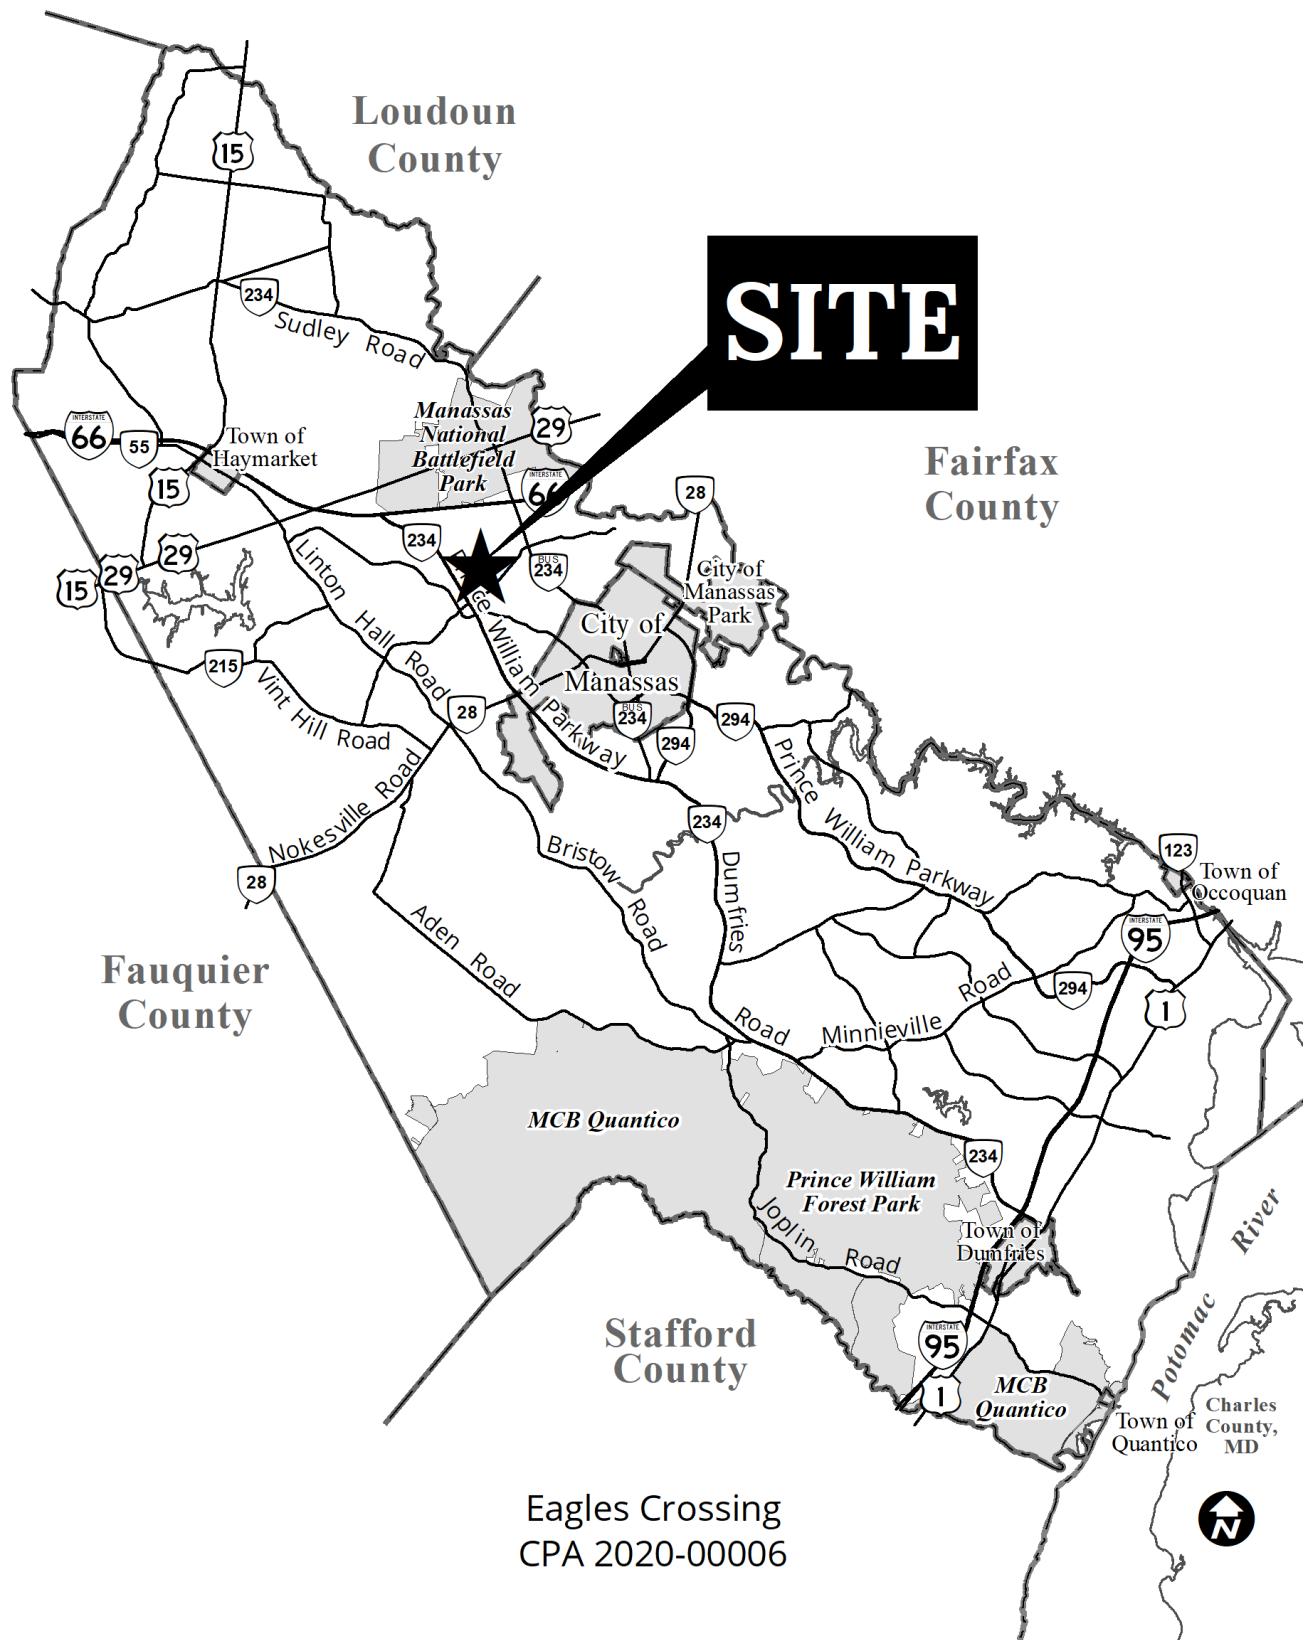 Loudoun
County
15
SITE
234
Sudley Road
Manassas
National
Battlefield
Park
29
INTERSTATE
66
55
Town of
Haymarket
15
INTERSTATE
66
28
Fairfax
County
234
BUS
234
29
29
15
City of
Manassas
Park
City of
Manassas
Linton Hall Road
Prince William Parkway
215
Vint Hill Road
28
BUS
234
294
294
Nokesville Road
28
234
Prince William Parkway
Bristow Road
Dumfries Road
123
Town of
Occoquan
INTERSTATE
95
294
1
Aden Road
Minnieville Road
Fauquier
County
MCB Quantico
Prince William
Forest Park
234
Joplin Road
Town of
Dumfries
Potomac River
Stafford
County
INTERSTATE
95
1
MCB
Quantico
Town of
Quantico
Charles
County,
MD
N
Eagles Crossing
CPA 2020-00006